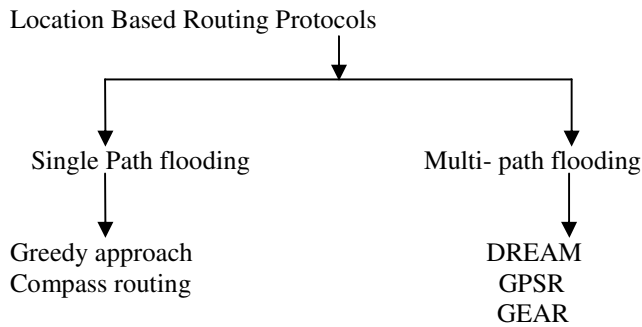 Location Based Routing Protocols
Single Path flooding
Multi- path flooding
Greedy approach
Compass routing
DREAM
GPSR
GEAR